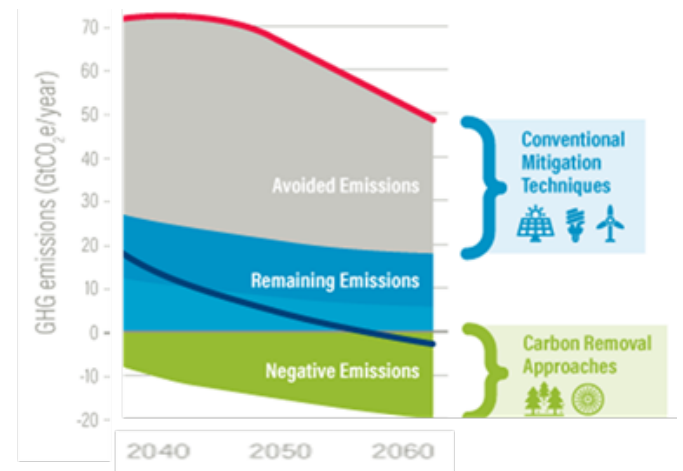 GHG emissions (GtCO2e/year)
70
60
50
40
30
20
10
0
-10
-20
Avoided Emissions
Remaining Emissions
Negative Emissions
Conventional
Mitigation
Techniques
Carbon Removal
Approaches
2040 2050 2060